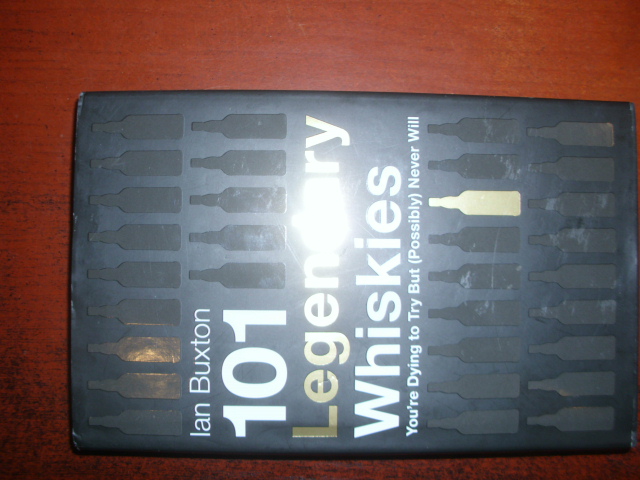 Ian Buxton
101
Legendary
Whiskies
You're Dying to Try But (Possibly) Never Will